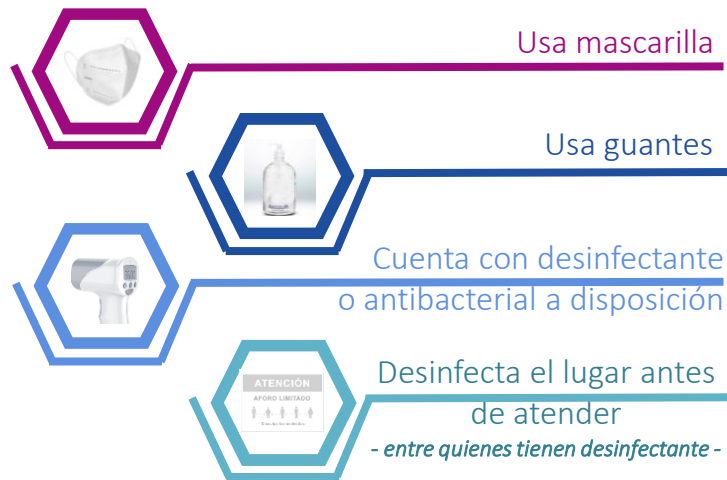 Usa mascarilla
Usa guantes
Cuenta con desinfectante
o antibacterial a disposición
ATENCIÓN
AFORO LIMITADO
Desinfecta el lugar antes
de atender
- entre quienes tienen desinfectante -